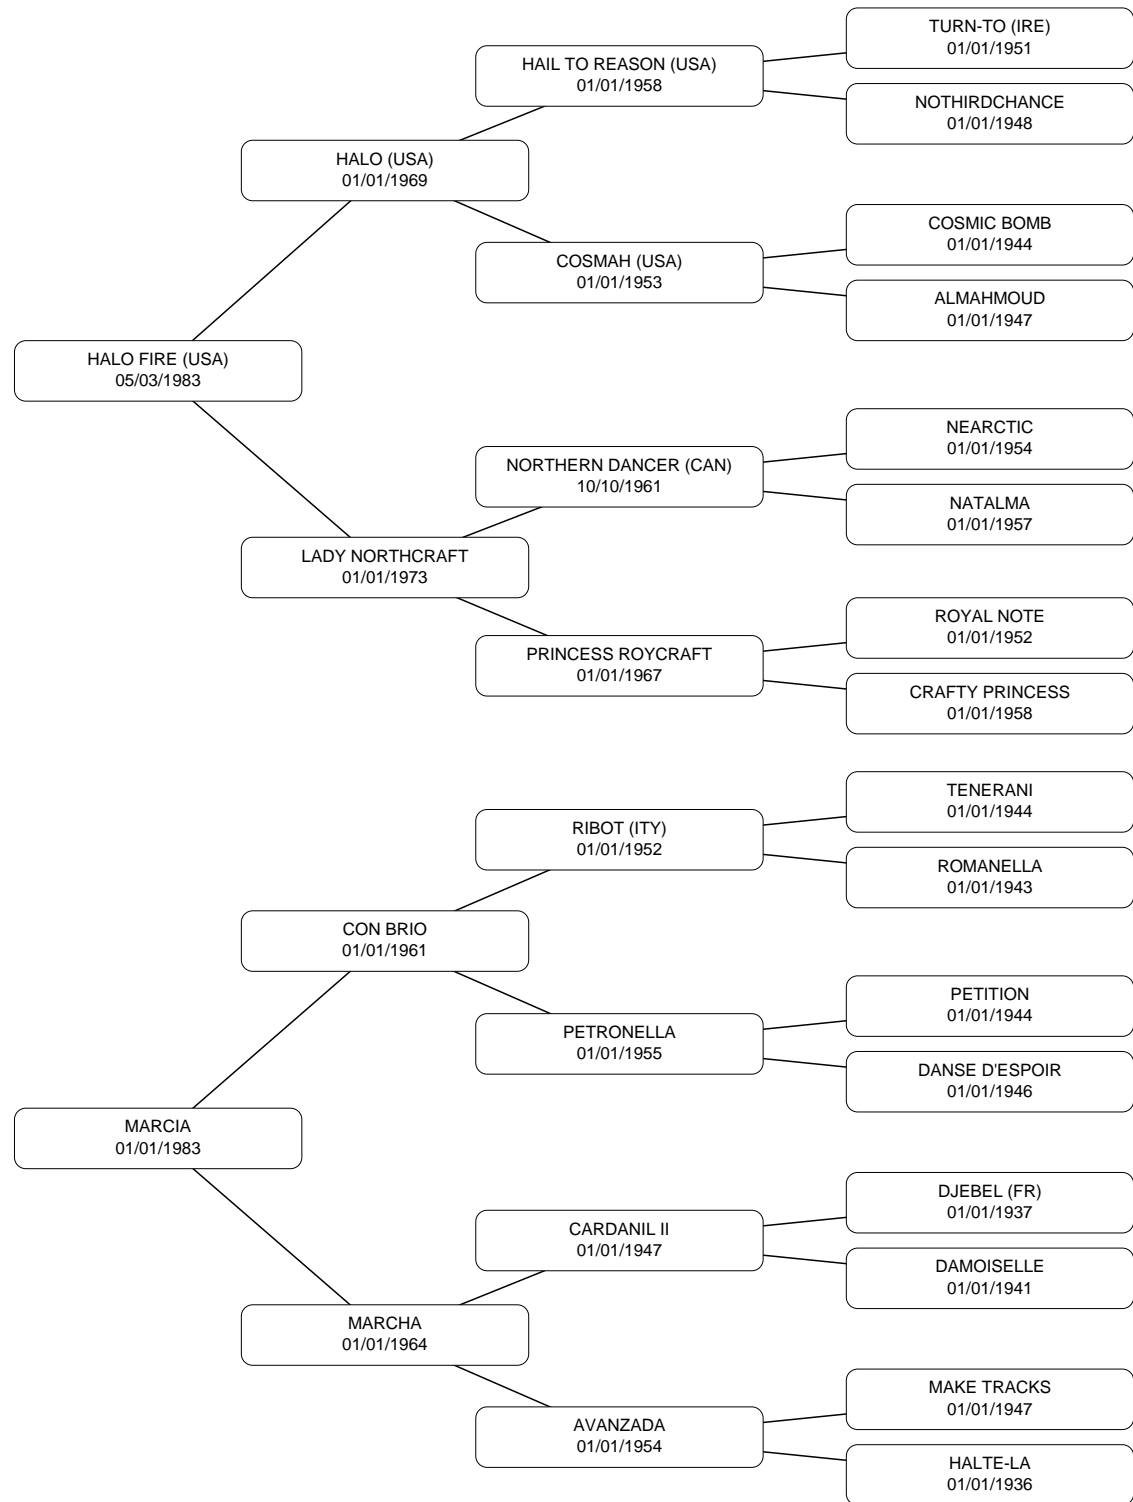 TURN-TO (IRE)
01/01/1951
HAIL TO REASON (USA)
01/01/1958
NOTHIRDCHANCE
01/01/1948
HALO (USA)
01/01/1969
COSMIC BOMB
01/01/1944
COSMAH (USA)
01/01/1953
ALMAHMOUD
01/01/1947
HALO FIRE (USA)
05/03/1983
NEARCTIC
01/01/1954
NORTHERN DANCER (CAN)
10/10/1961
NATALMA
01/01/1957
LADY NORTHCRAFT
01/01/1973
ROYAL NOTE
01/01/1952
PRINCESS ROYCRAFT
01/01/1967
CRAFTY PRINCESS
01/01/1958
TENERANI
01/01/1944
RIBOT (ITY)
01/01/1952
ROMANELLA
01/01/1943
CON BRIO
01/01/1961
PETITION
01/01/1944
PETRONELLA
01/01/1955
DANSE D'ESPOIR
01/01/1946
MARCIA
01/01/1983
DJEBEL (FR)
01/01/1937
CARDANIL II
01/01/1947
DAMOISELLE
01/01/1941
MARCHA
01/01/1964
MAKE TRACKS
01/01/1947
AVANZADA
01/01/1954
HALTE-LA
01/01/1936